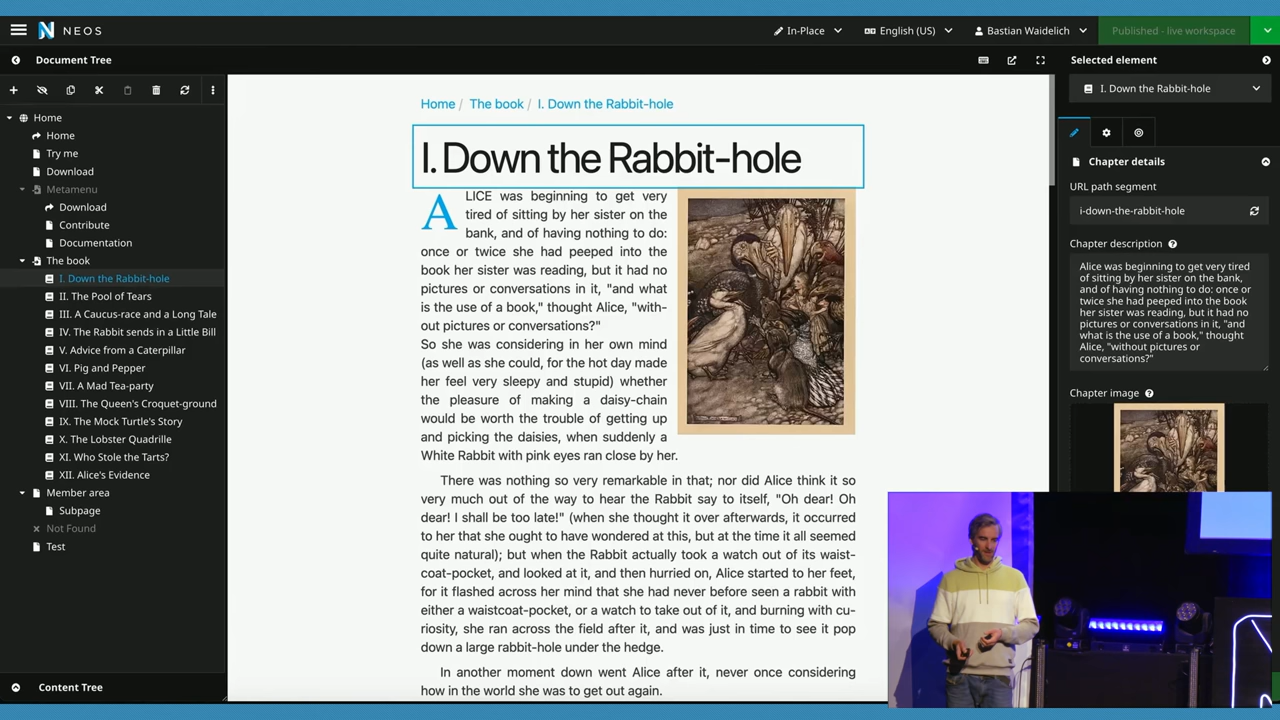 NEOS
In-Place
English (US)
Bastian Waidelich
Published - live workspace
Document Tree
Selected element
I. Down the Rabbit-hole
Home
Home
Try me
Download
Metamenu
Download
Contribute
Documentation
The book
I. Down the Rabbit-hole
II. The Pool of Tears
III. A Caucus-race and a Long Tale
IV. The Rabbit sends in a Little Bill
V. Advice from a Caterpillar
VI. Pig and Pepper
VII. A Mad Tea-party
VIII. The Queen's Croquet-ground
IX. The Mock Turtle's Story
X. The Lobster Quadrille
XI. Who Stole the Tarts?
XII. Alice's Evidence
Member area
Subpage
Not Found
Test
Content Tree
Home / The book / I. Down the Rabbit-hole
I. Down the Rabbit-hole
ALICE was beginning to get very
tired of sitting by her sister on the
bank, and of having nothing to do:
once or twice she had peeped into the
book her sister was reading, but it had no
pictures or conversations in it, "and what
is the use of a book," thought Alice, "with-
out pictures or conversations?"
So she was considering in her own mind
(as well as she could, for the hot day made
her feel very sleepy and stupid) whether
the pleasure of making a daisy-chain
would be worth the trouble of getting up
and picking the daisies, when suddenly a
White Rabbit with pink eyes ran close by her.
There was nothing so very remarkable in that; nor did Alice think it so
very much out of the way to hear the Rabbit say to itself, "Oh dear! Oh
dear! I shall be too late!" (when she thought it over afterwards, it occurred
to her that she ought to have wondered at this, but at the time it all seemed
quite natural); but when the Rabbit actually took a watch out of its waist-
coat-pocket, and looked at it, and then hurried on, Alice started to her feet,
for it flashed across her mind that she had never before seen a rabbit with
either a waistcoat-pocket, or a watch to take out of it, and burning with cu-
riosity, she ran across the field after it, and was just in time to see it pop
down a large rabbit-hole under the hedge.
In another moment down went Alice after it, never once considering
how in the world she was to get out again.
Chapter details
URL path segment
i-down-the-rabbit-hole
Chapter description
Alice was beginning to get very tired
of sitting by her sister on the bank,
and of having nothing to do: once or
twice she had peeped into the book
her sister was reading, but it had no
pictures or conversations in it, "and
what is the use of a book," thought
Alice, "without pictures or
conversations?"
Chapter image